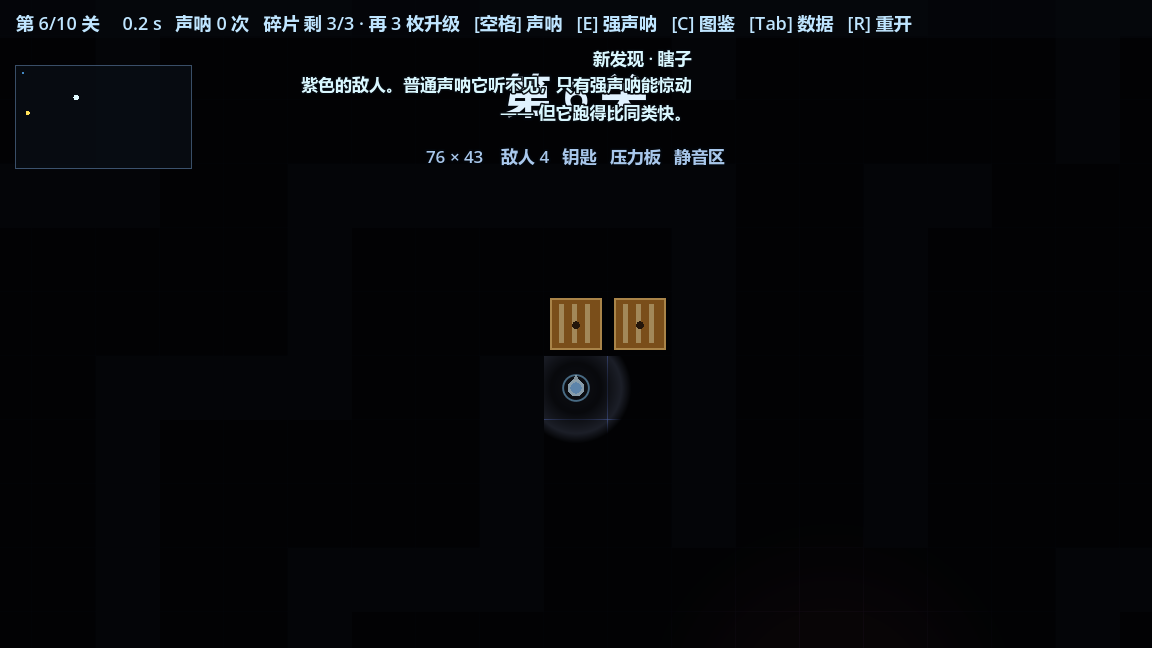 第 6/10 关 0.2 s 声呐 0 次 碎片 剩 3/3 · 再 3 枚升级 [空格] 声呐 [E] 强声呐 [C] 图鉴 [Tab] 数据 [R] 重开
新发现 · 瞎子
紫色的敌人。普通声呐它听不见，只有强声呐能惊动
——但它跑得比同类快。
第 6 关
76 × 43 敌人 4 钥匙 压力板 静音区